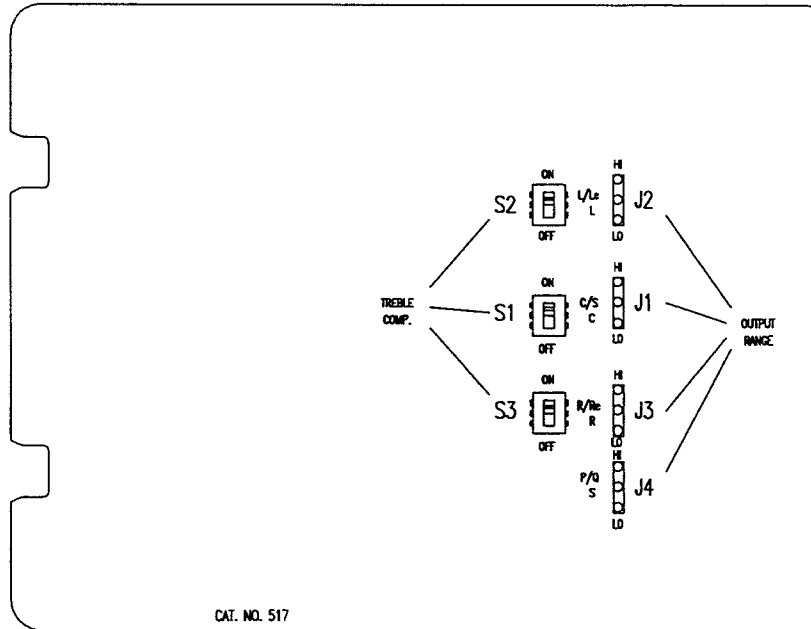 HI
ON
S2
L/Le
L
J2
OFF
LO
HI
ON
S1
C/S
C
J1
OFF
LO
TREBLE
COMP.
OUTPUT
RANGE
HI
ON
S3
R/Re
R
J3
LO
OFF
HI
P/Q
S
J4
LO
CAT. NO. 517